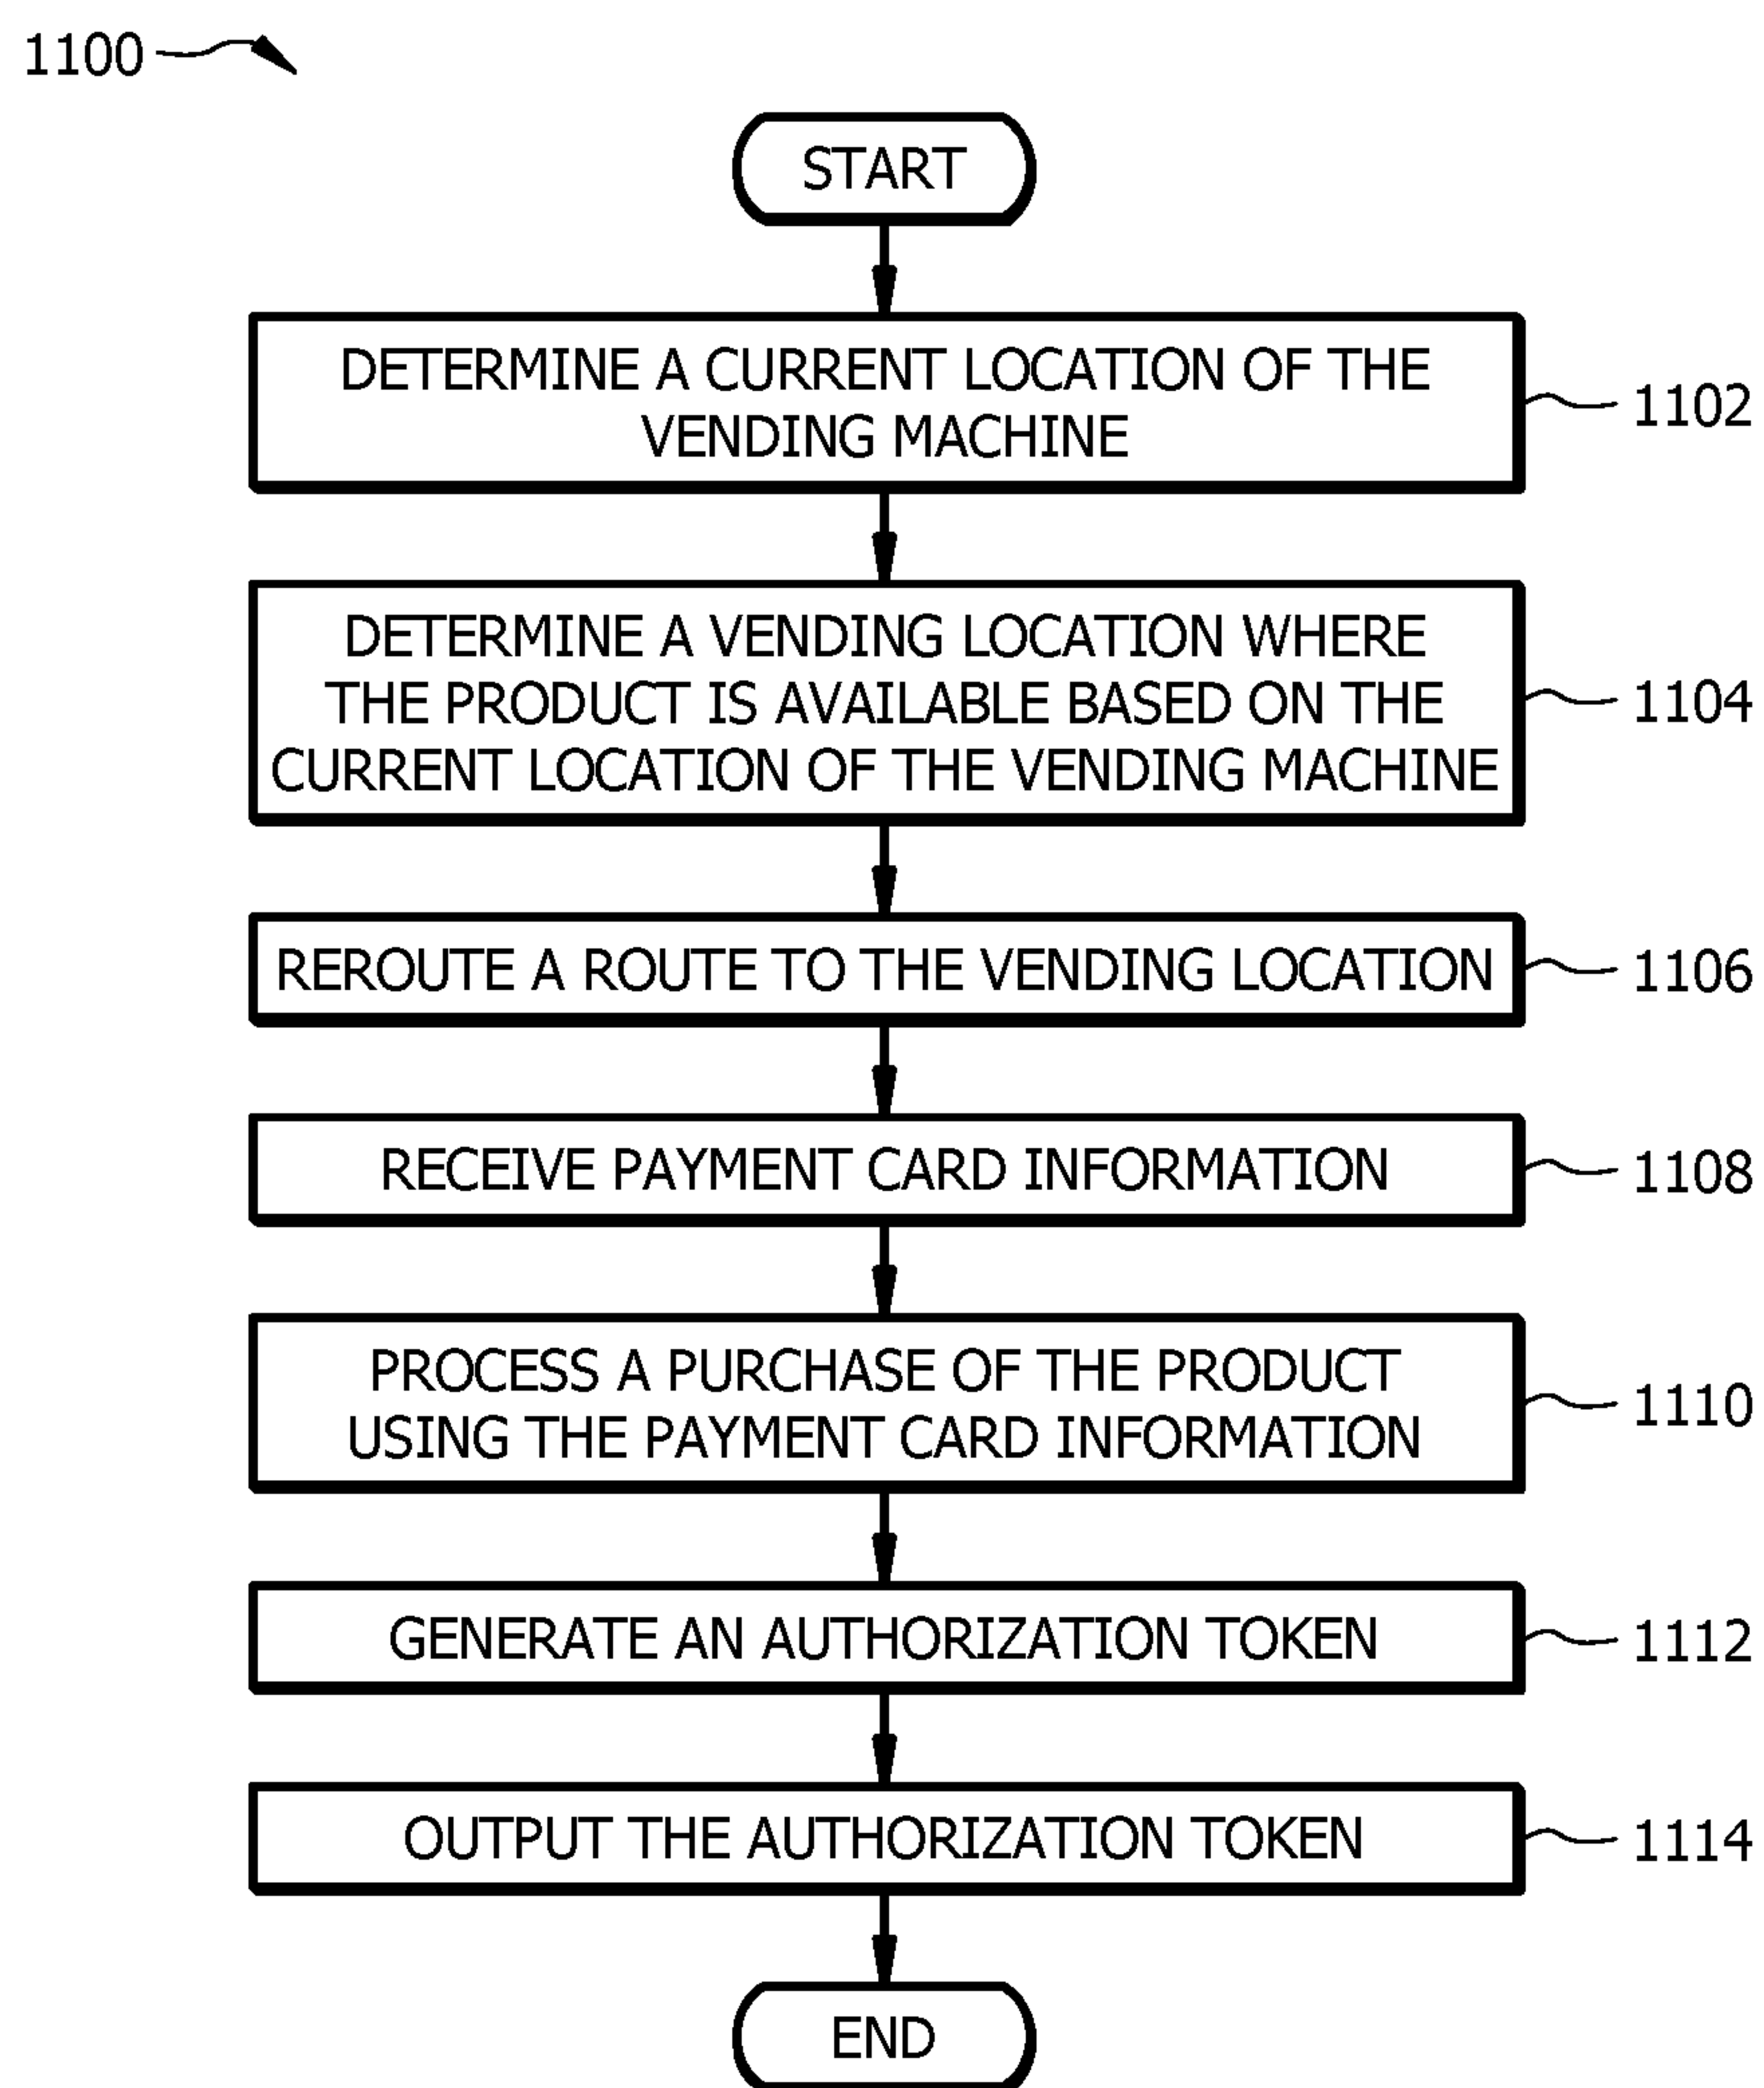 1100
START
DETERMINE A CURRENT LOCATION OF THE
VENDING MACHINE
1102
DETERMINE A VENDING LOCATION WHERE
THE PRODUCT IS AVAILABLE BASED ON THE
CURRENT LOCATION OF THE VENDING MACHINE
1104
REROUTE A ROUTE TO THE VENDING LOCATION
1106
RECEIVE PAYMENT CARD INFORMATION
1108
PROCESS A PURCHASE OF THE PRODUCT
USING THE PAYMENT CARD INFORMATION
1110
GENERATE AN AUTHORIZATION TOKEN
1112
OUTPUT THE AUTHORIZATION TOKEN
1114
END